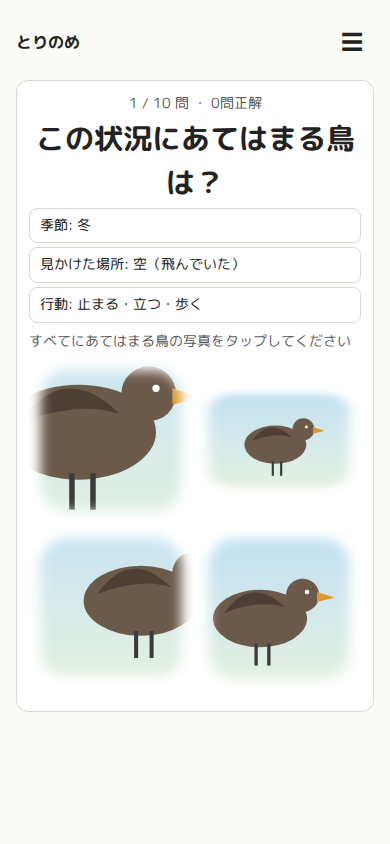 とりのめ
1 / 10 問 · 0問正解
この状況にあてはまる鳥
は？
季節: 冬
見かけた場所: 空（飛んでいた）
行動: 止まる・立つ・歩く
すべてにあてはまる鳥の写真をタップしてください